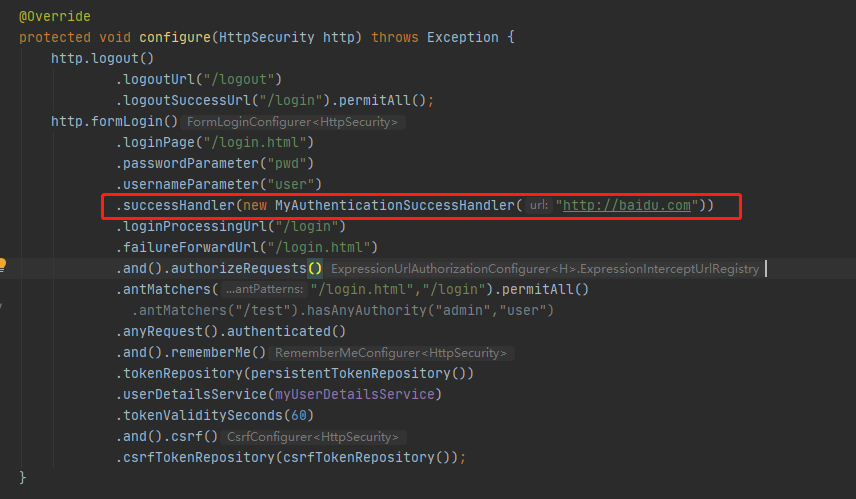 @Override
protected void configure(HttpSecurity http) throws Exception {
http.logout()
.logoutUrl("/logout")
.logoutSuccessUrl("/login").permitAll();
http.formLogin() FormLoginConfigurer<HttpSecurity>
.loginPage("/login.html")
.passwordParameter("pwd")
.usernameParameter("user")
.successHandler(new MyAuthenticationSuccessHandler( url: "http://baidu.com"))
.loginProcessingUrl("/login")
.failureForwardUrl("/login.html")
.and().authorizeRequests() ExpressionUrlAuthorizationConfigurer<H>.ExpressionInterceptUrlRegistry
.antMatchers( ...antPatterns: "/login.html","/login").permitAll()
.antMatchers("/test").hasAnyAuthority("admin","user")
.anyRequest().authenticated()
.and().rememberMe() RememberMeConfigurer<HttpSecurity>
.tokenRepository(persistentTokenRepository())
.userDetailsService(myUserDetailsService)
.tokenValiditySeconds(60)
.and().csrf() CsrfConfigurer<HttpSecurity>
.csrfTokenRepository(csrfTokenRepository());
}